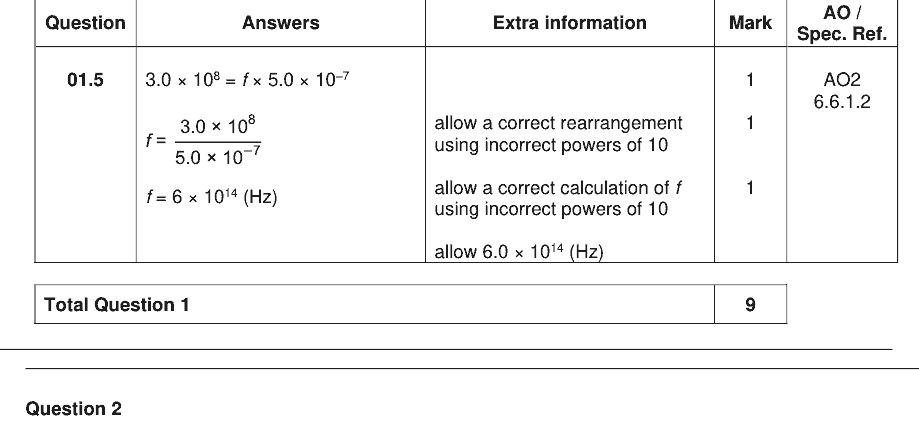 Question Answers Extra information Mark AO / Spec. Ref.
01.5 3.0 × 10⁸ = f × 5.0 × 10⁻⁷ 1 AO2
6.6.1.2
f = 3.0 × 10⁸ / 5.0 × 10⁻⁷ allow a correct rearrangement 1
using incorrect powers of 10
f = 6 × 10¹⁴ (Hz) allow a correct calculation of f 1
using incorrect powers of 10
allow 6.0 × 10¹⁴ (Hz)
Total Question 1 9
Question 2